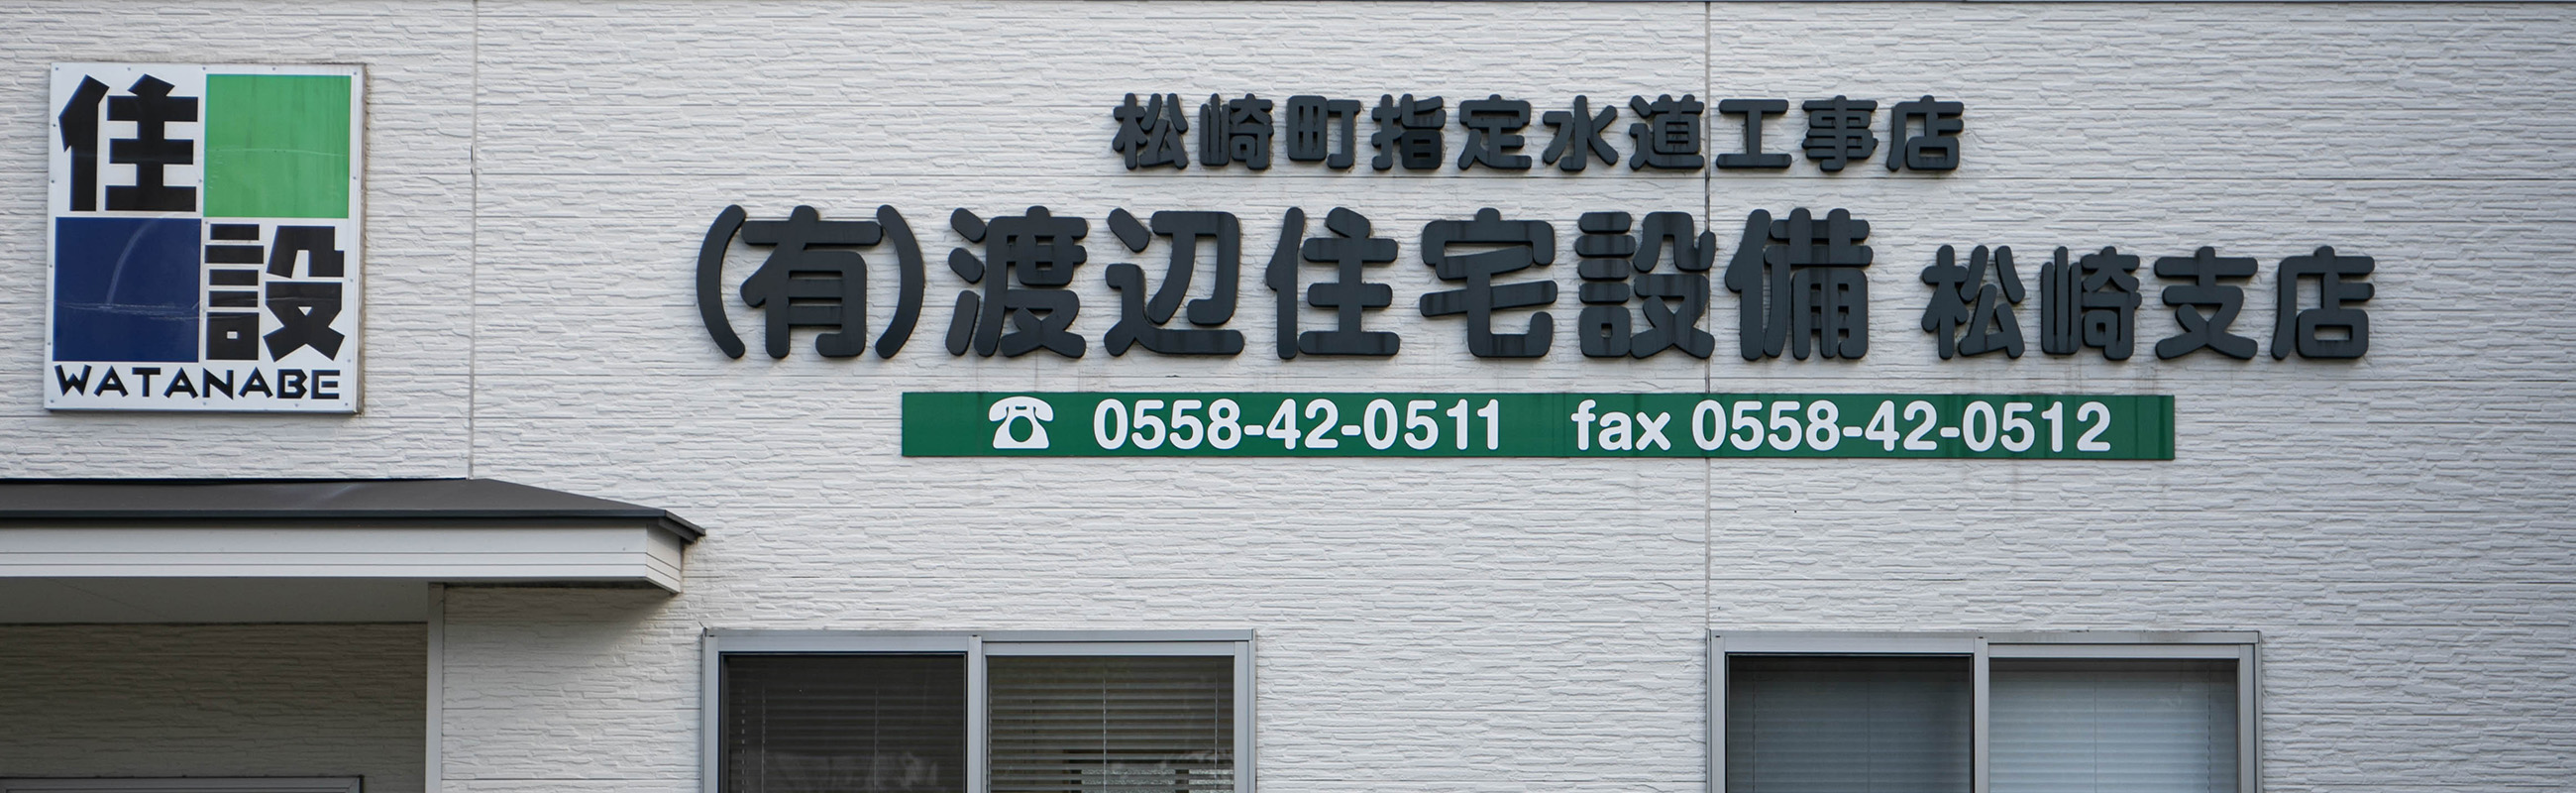 住
設
WATANABE
松崎町指定水道工事店
(有)渡辺住宅設備 松崎支店
☎ 0558-42-0511 fax 0558-42-0512